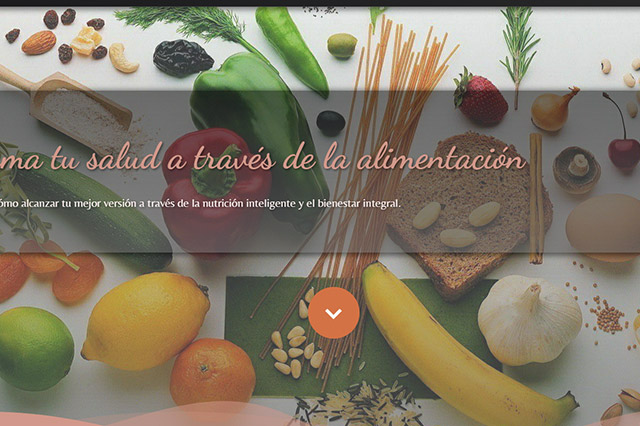 ma tu salud a través de la alimentación
ómo alcanzar tu mejor versión a través de la nutrición inteligente y el bienestar integral.